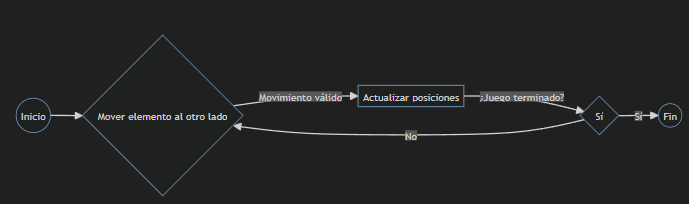 Inicio
Mover elemento al otro lado
Movimiento válido
Actualizar posiciones
¿Juego terminado?
Sí
Sí
Fin
No